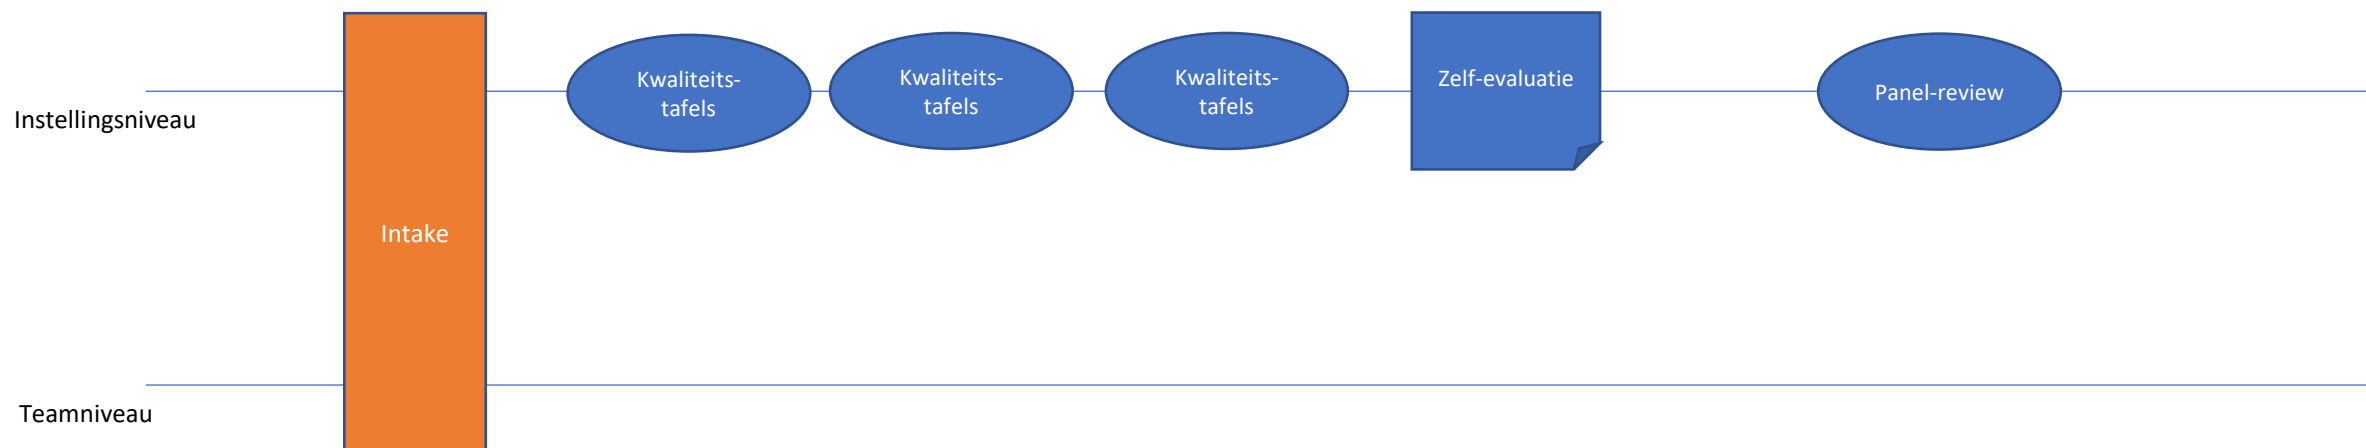 Kwaliteits-
tafels
Kwaliteits-
tafels
Kwaliteits-
tafels
Zelf-evaluatie
Panel-review
Instellingsniveau
Intake
Teamniveau